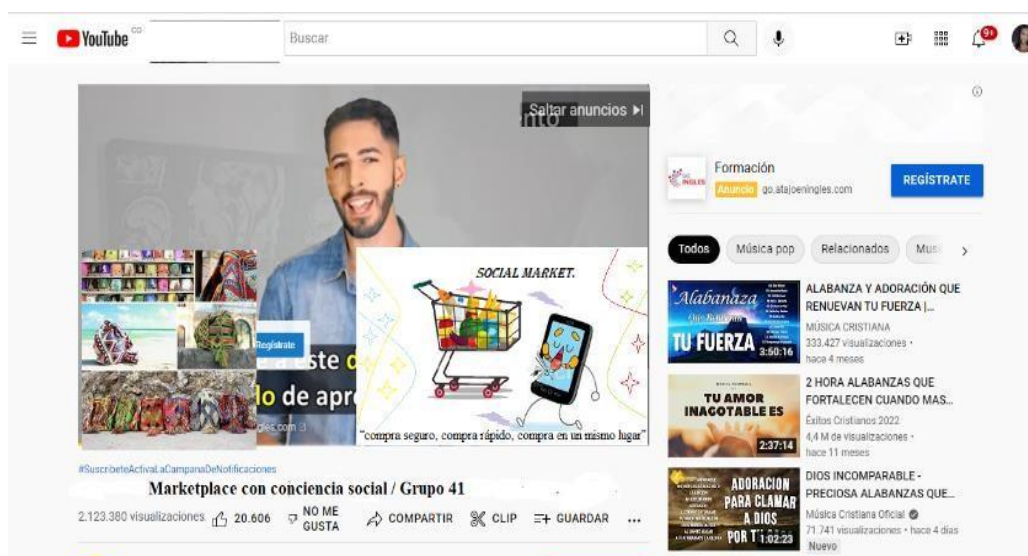 YouTube CO
Buscar
9+
Saltar anuncios
nto
SOCIAL MARKET.
Regístrate
a este d
lo de apr
"compra seguro, compra rápido, compra en un mismo lugar"
#SuscribeteActivaLaCampanaDeNotificaciones
Marketplace con conciencia social / Grupo 41
2.123.380 visualizaciones
20.606
NO ME
GUSTA
COMPARTIR
CLIP
GUARDAR
INGLES
Formación
Anuncio go.atajoeningles.com
REGÍSTRATE
Todos
Música pop
Relacionados
Mus
Alabanaza
TU FUERZA
3:50:16
ALABANZA Y ADORACIÓN QUE
RENUEVAN TU FUERZA |...
MÚSICA CRISTIANA
333.427 visualizaciones •
hace 4 meses
TU AMOR
INAGOTABLE ES
2:37:14
2 HORA ALABANZAS QUE
FORTALECEN CUANDO MAS...
Éxitos Cristianos 2022
4,4 M de visualizaciones •
hace 11 meses
ADORACION
PARA CLAMAR
A DIOS
POR T
1:02:23
DIOS INCOMPARABLE -
PRECIOSA ALABANZAS QUE...
Música Cristiana Oficial
71.741 visualizaciones • hace 4 días
Nuevo